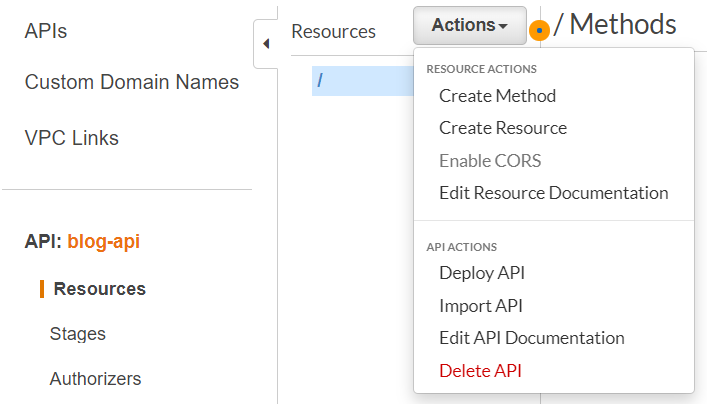 APIs
Custom Domain Names
VPC Links
API: blog-api
Resources
Stages
Authorizers
Resources
Actions
/ Methods
/
RESOURCE ACTIONS
Create Method
Create Resource
Enable CORS
Edit Resource Documentation
API ACTIONS
Deploy API
Import API
Edit API Documentation
Delete API